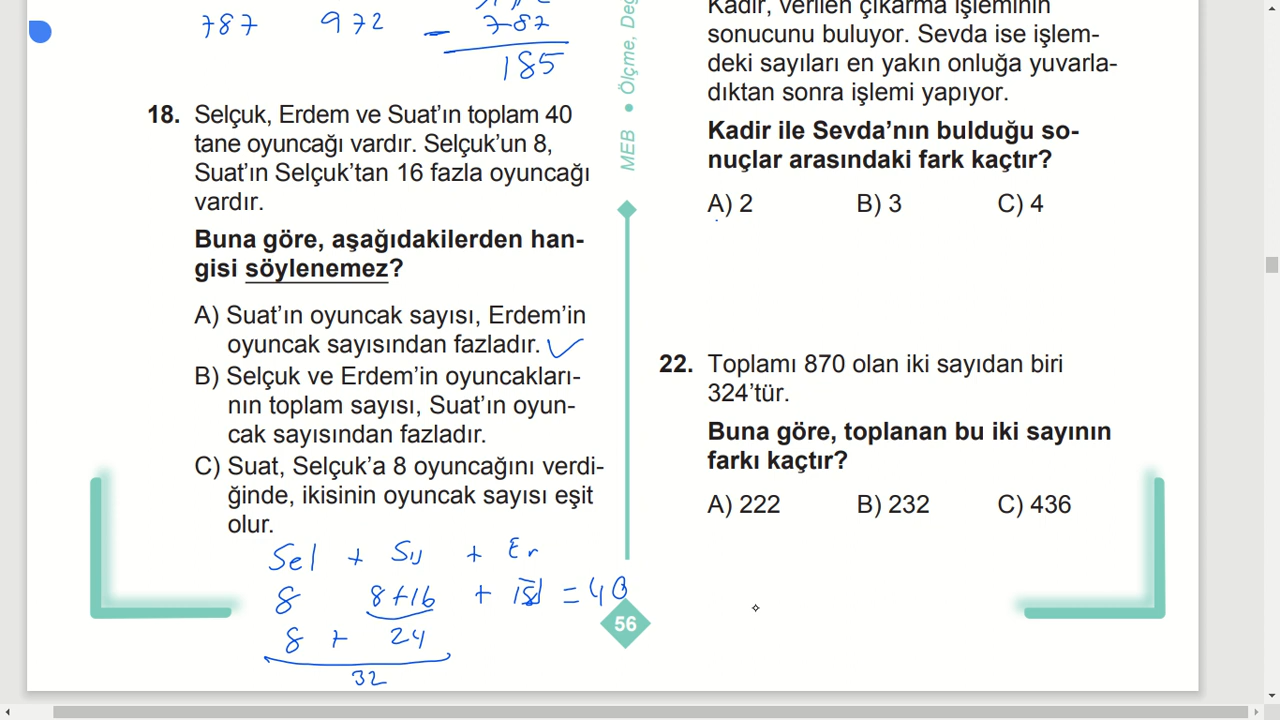 787 972 - 787
185
18. Selçuk, Erdem ve Suat’ın toplam 40
tane oyuncağı vardır. Selçuk’un 8,
Suat’ın Selçuk’tan 16 fazla oyuncağı
vardır.
Buna göre, aşağıdakilerden han-
gisi söylenemez?
A) Suat’ın oyuncak sayısı, Erdem’in
oyuncak sayısından fazladır.
B) Selçuk ve Erdem’in oyuncakları-
nın toplam sayısı, Suat’ın oyun-
cak sayısından fazladır.
C) Suat, Selçuk’a 8 oyuncağını verdi-
ğinde, ikisinin oyuncak sayısı eşit
olur.
Sel + Su + Er
8 8+16 + = 40
8 + 24
32
MEB • Ölçme, Değ
56
Kadir, verilen çıkarma işleminin
sonucunu buluyor. Sevda ise işlem-
deki sayıları en yakın onluğa yuvarla-
dıktan sonra işlemi yapıyor.
Kadir ile Sevda’nın bulduğu so-
nuçlar arasındaki fark kaçtır?
A) 2 B) 3 C) 4
22. Toplamı 870 olan iki sayıdan biri
324’tür.
Buna göre, toplanan bu iki sayının
farkı kaçtır?
A) 222 B) 232 C) 436